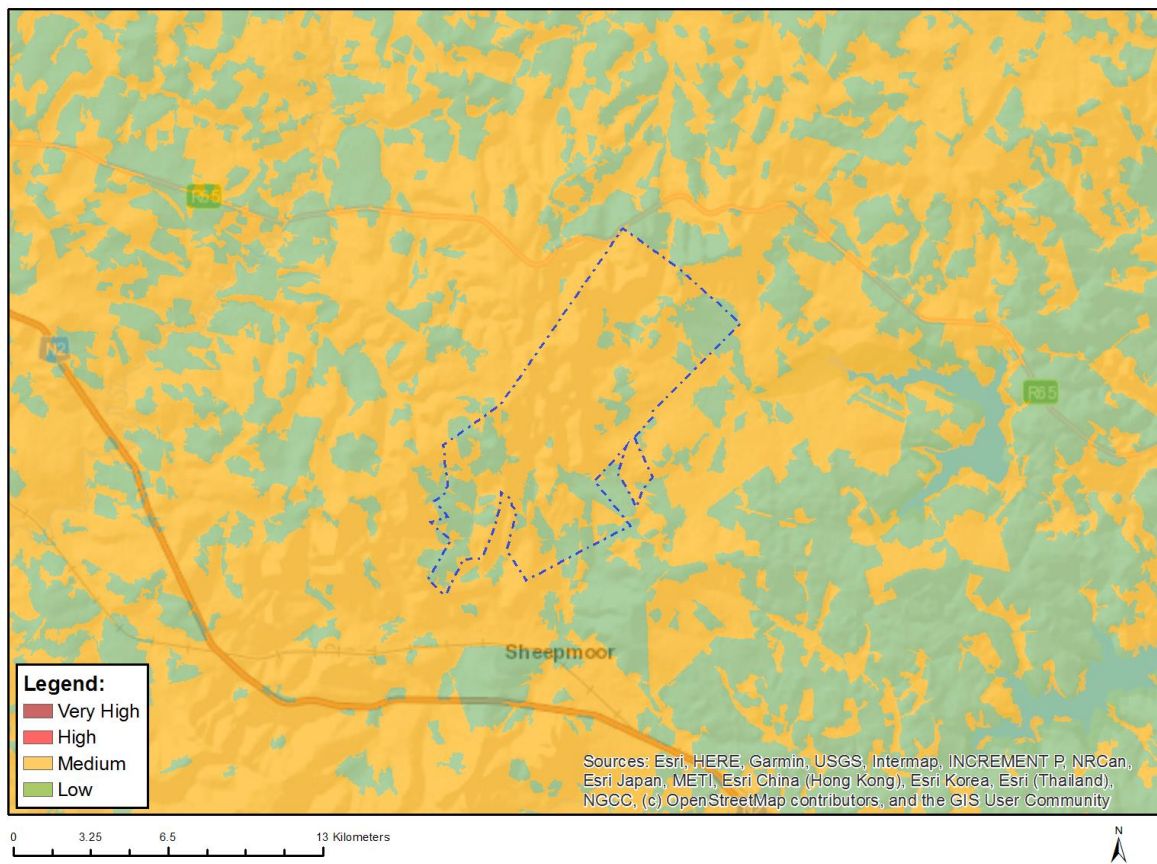 R65
N2
R65
Sheepmoor
Legend:
Very High
High
Medium
Low
Sources: Esri, HERE, Garmin, USGS, Intermap, INCREMENT P, NRCan,
Esri Japan, METI, Esri China (Hong Kong), Esri Korea, Esri (Thailand),
NGCC, (c) OpenStreetMap contributors, and the GIS User Community
0 3.25 6.5 13 Kilometers
N